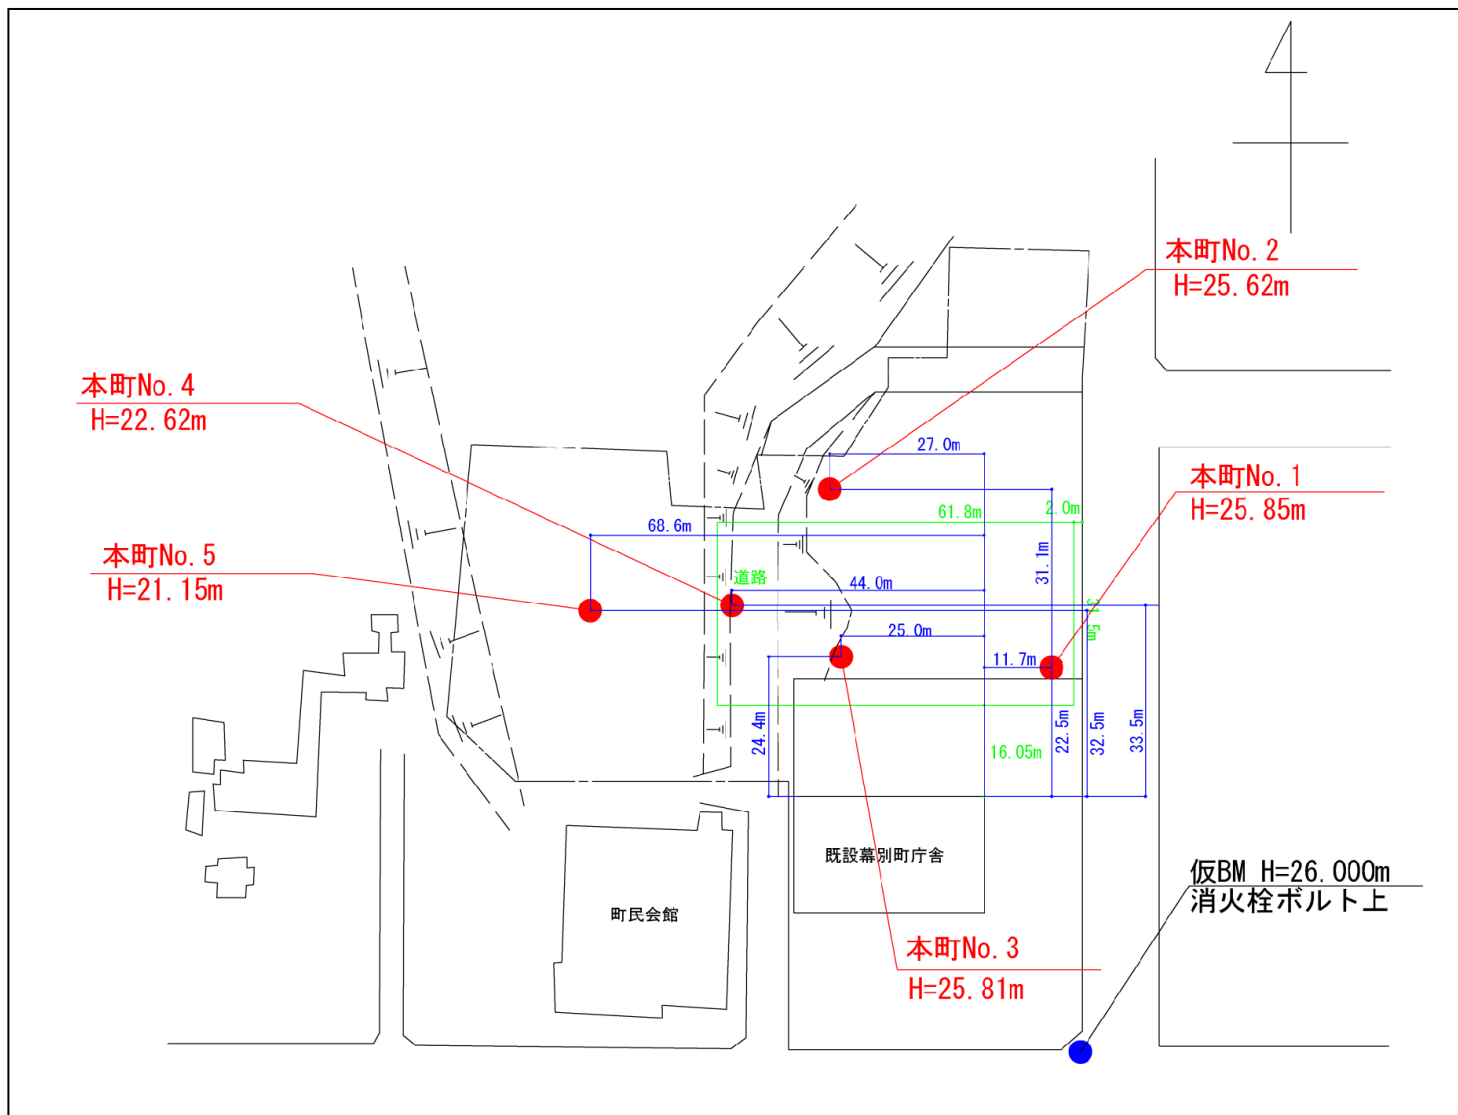 本町No.2
H=25.62m
本町No.4
H=22.62m
27.0m
本町No.1
H=25.85m
61.8m
2.0m
68.6m
本町No.5
H=21.15m
31.1m
道路
44.0m
31.5m
25.0m
11.7m
24.4m
22.5m
32.5m
33.5m
16.05m
既設幕別町庁舎
仮BM H=26.000m
消火栓ボルト上
町民会館
本町No.3
H=25.81m